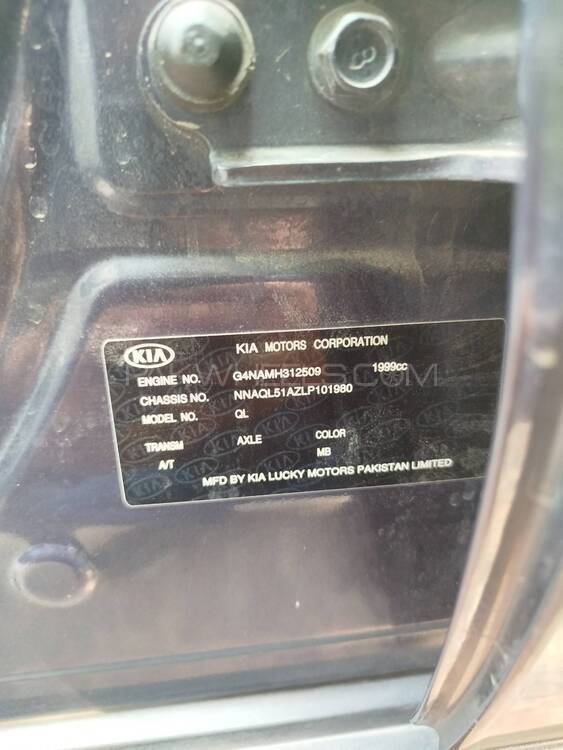 8
KIA
KIA MOTORS CORPORATION
ENGINE NO. G4NAMH312509 1999cc
CHASSIS NO. NNAQL51AZLP101980
MODEL NO. QL
TRANSM AXLE COLOR
A/T MB
MFD BY KIA LUCKY MOTORS PAKISTAN LIMITED